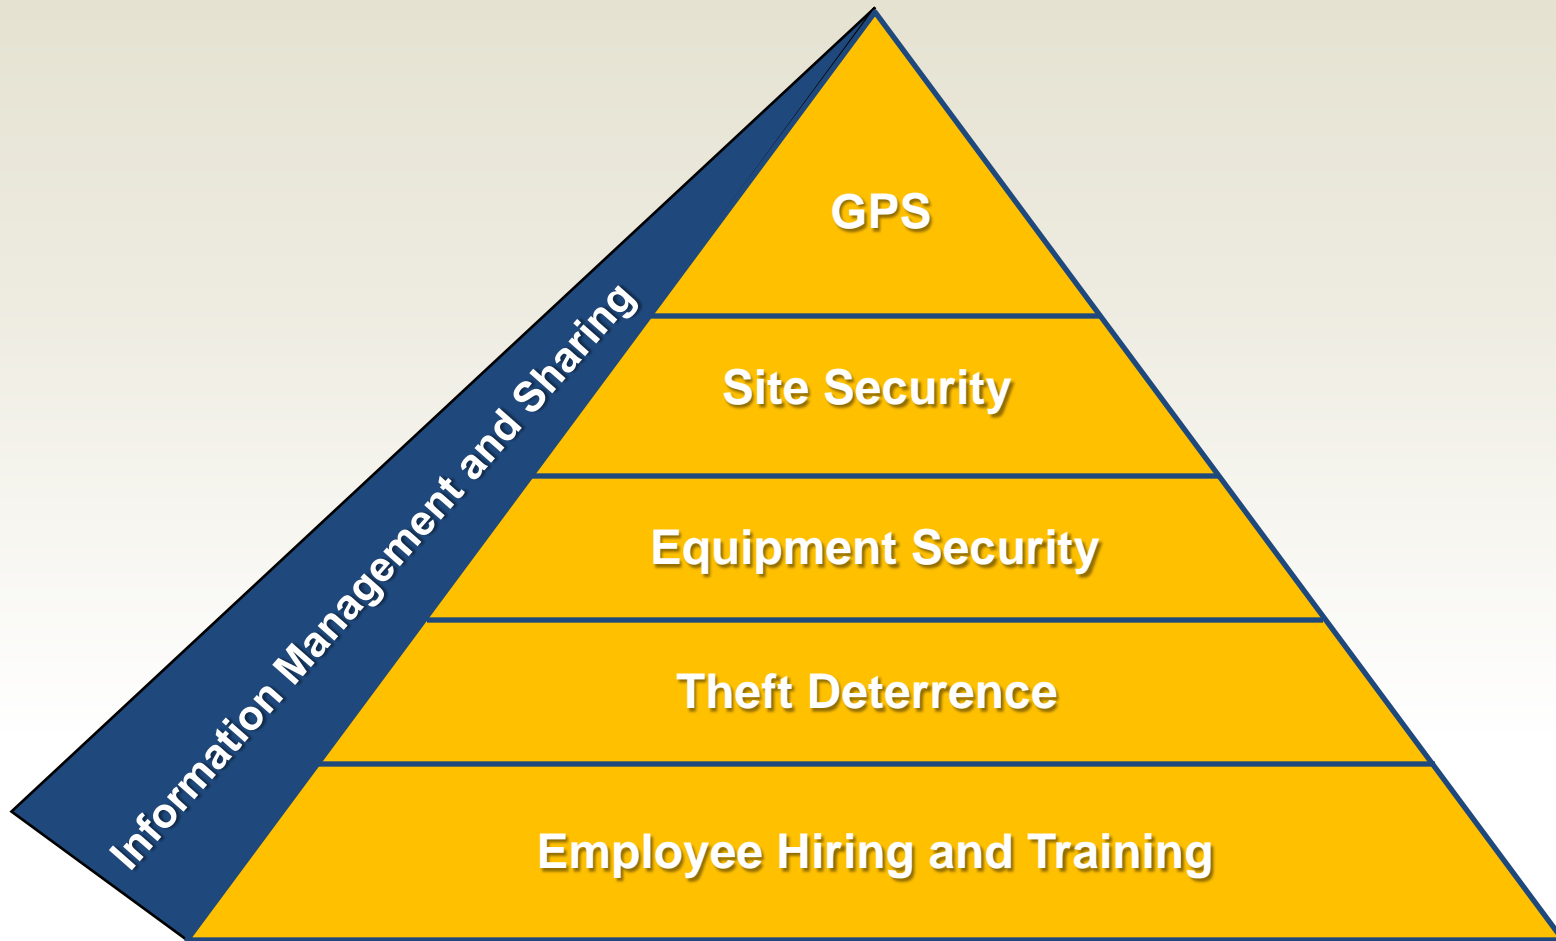 GPS
Site Security
Equipment Security
Theft Deterrence
Employee Hiring and Training
Information Management and Sharing